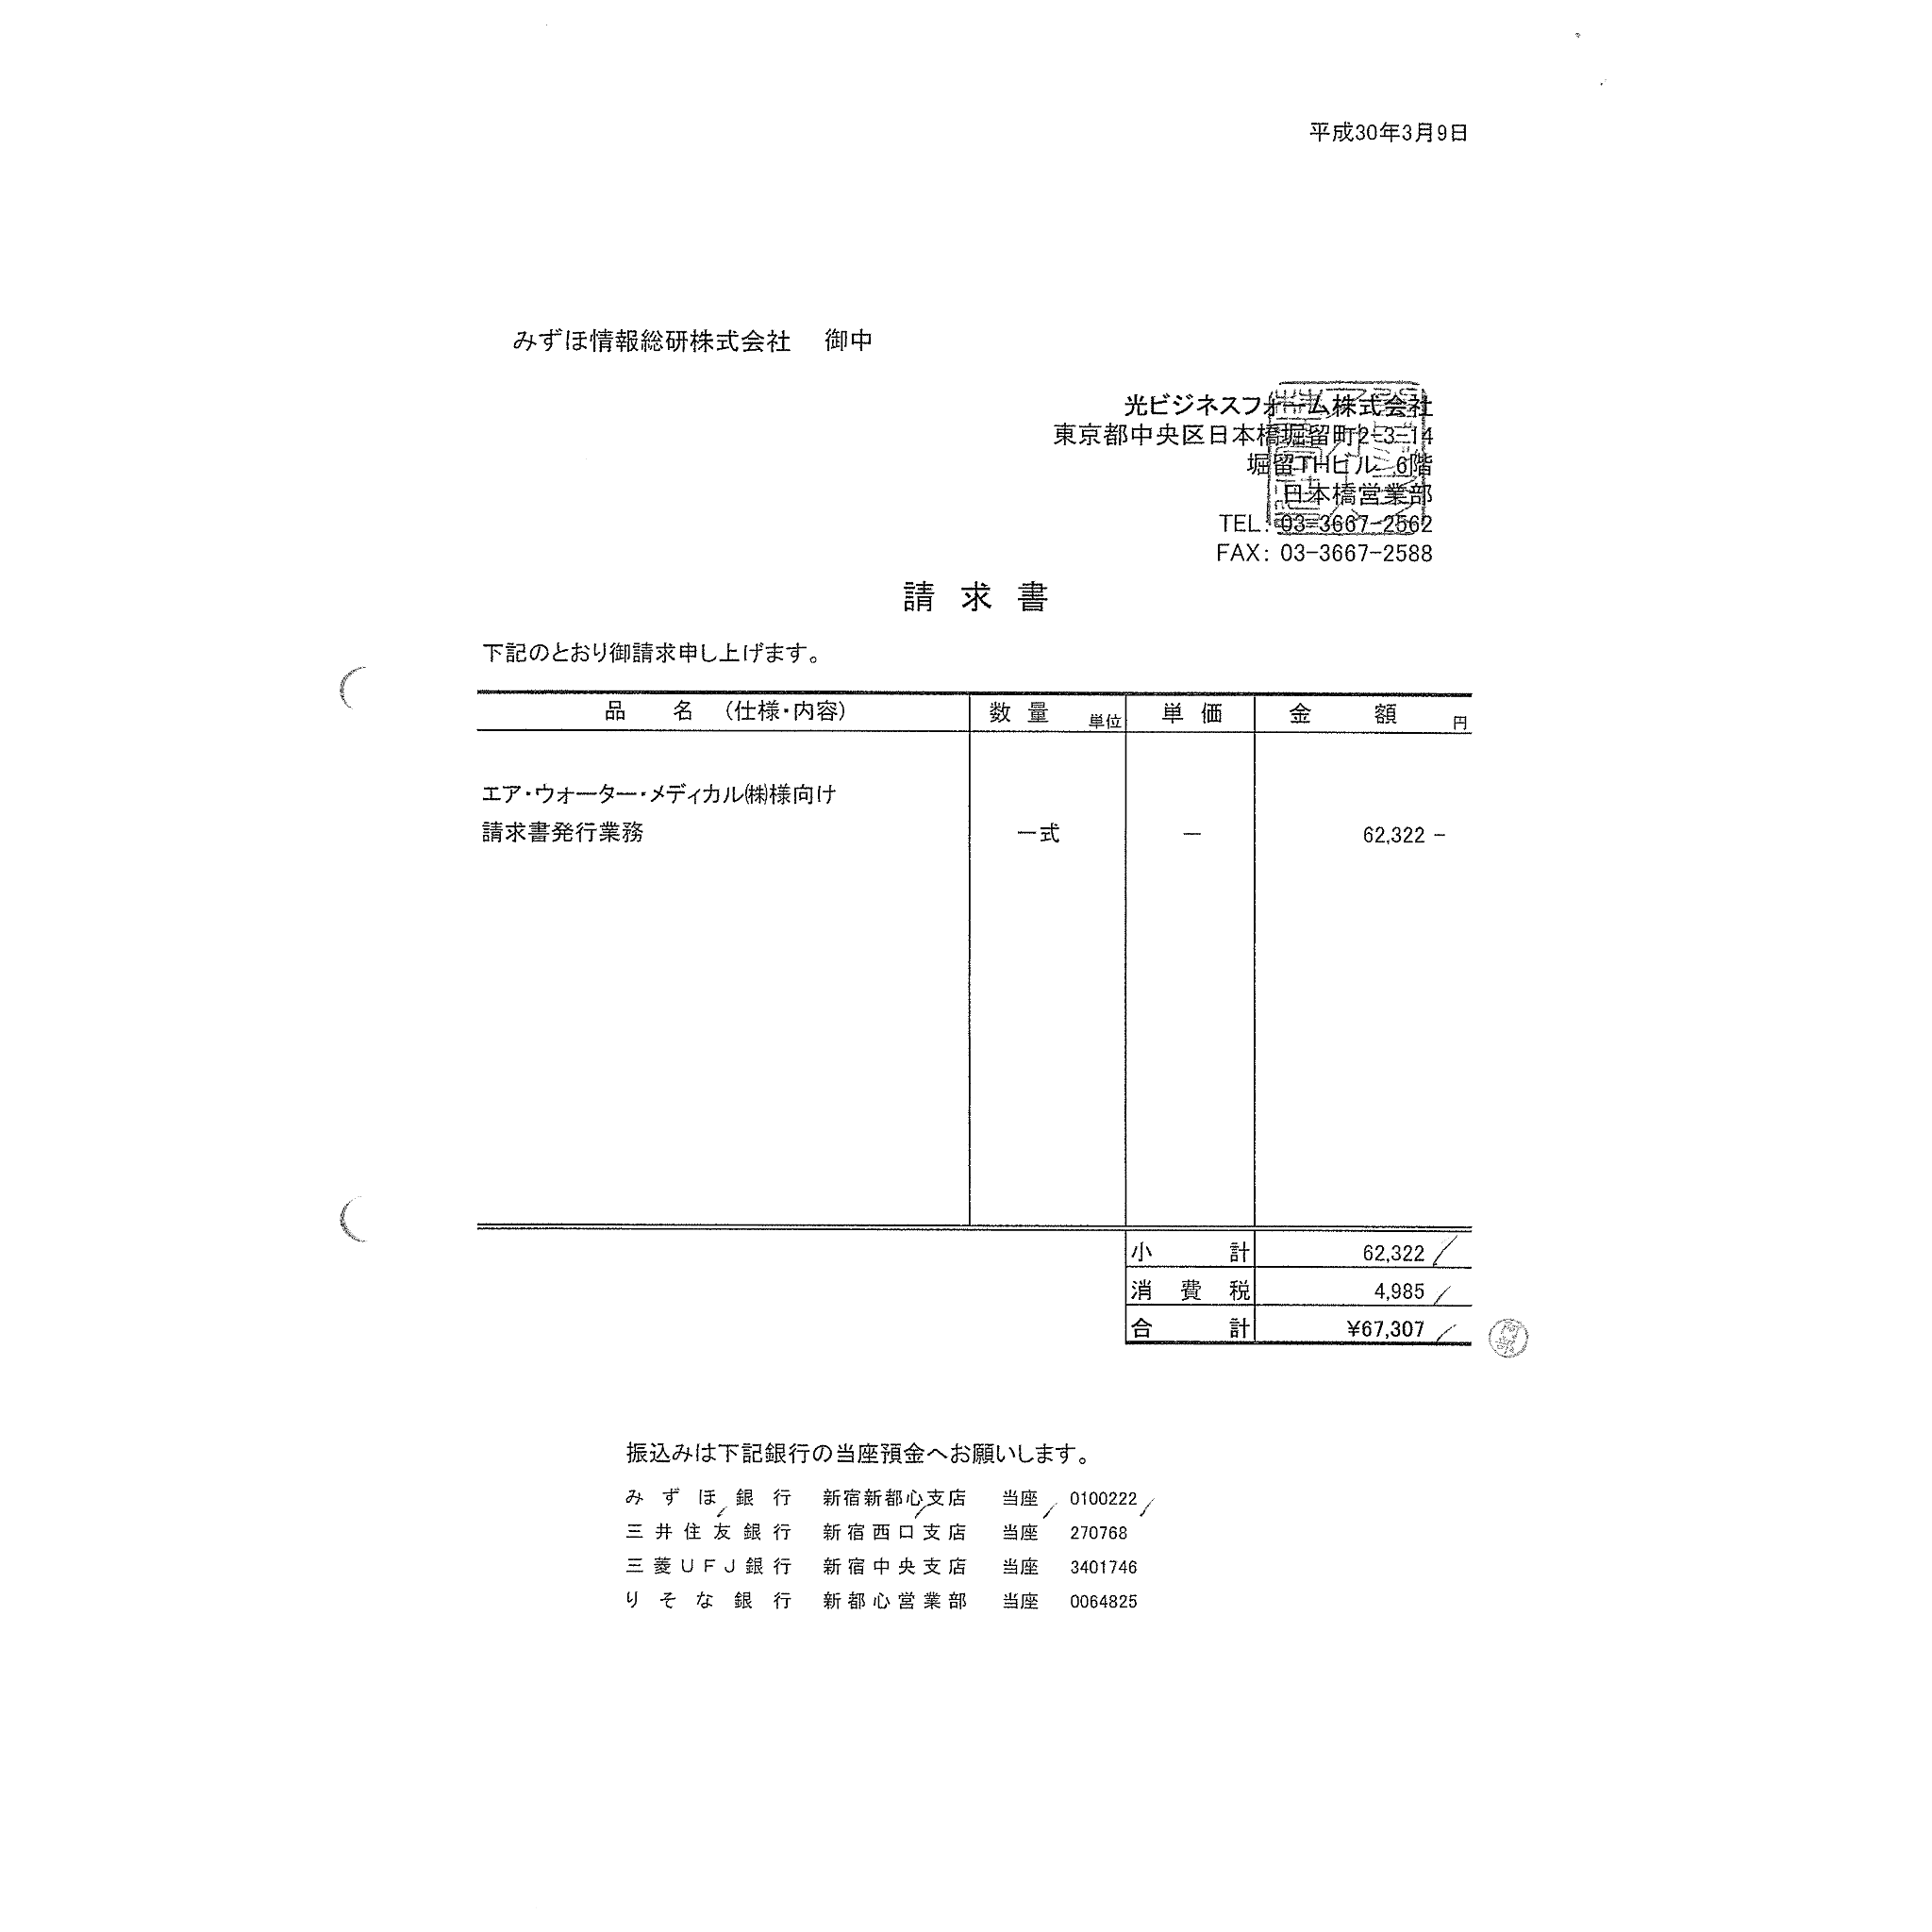 平成30年3月9日
みずほ情報総研株式会社 御中
光ビジネスフォーム株式会社
東京都中央区日本橋堀留町2-3-14
堀留THビル 6階
日本橋営業部
TEL: 03-3667-2562
FAX: 03-3667-2588
請 求 書
下記のとおり御請求申し上げます。
品 名 (仕様・内容) 数 量 単位 単 価 金 額 円
エア・ウォーター・メディカル㈱様向け
請求書発行業務 一式 ― 62,322 −
小 計 62,322
消 費 税 4,985
合 計 ¥67,307
振込みは下記銀行の当座預金へお願いします。
み ず ほ 銀 行 新宿新都心支店 当座 0100222
三 井 住 友 銀 行 新 宿 西 口 支 店 当座 270768
三 菱 U F J 銀 行 新 宿 中 央 支 店 当座 3401746
り そ な 銀 行 新 都 心 営 業 部 当座 0064825